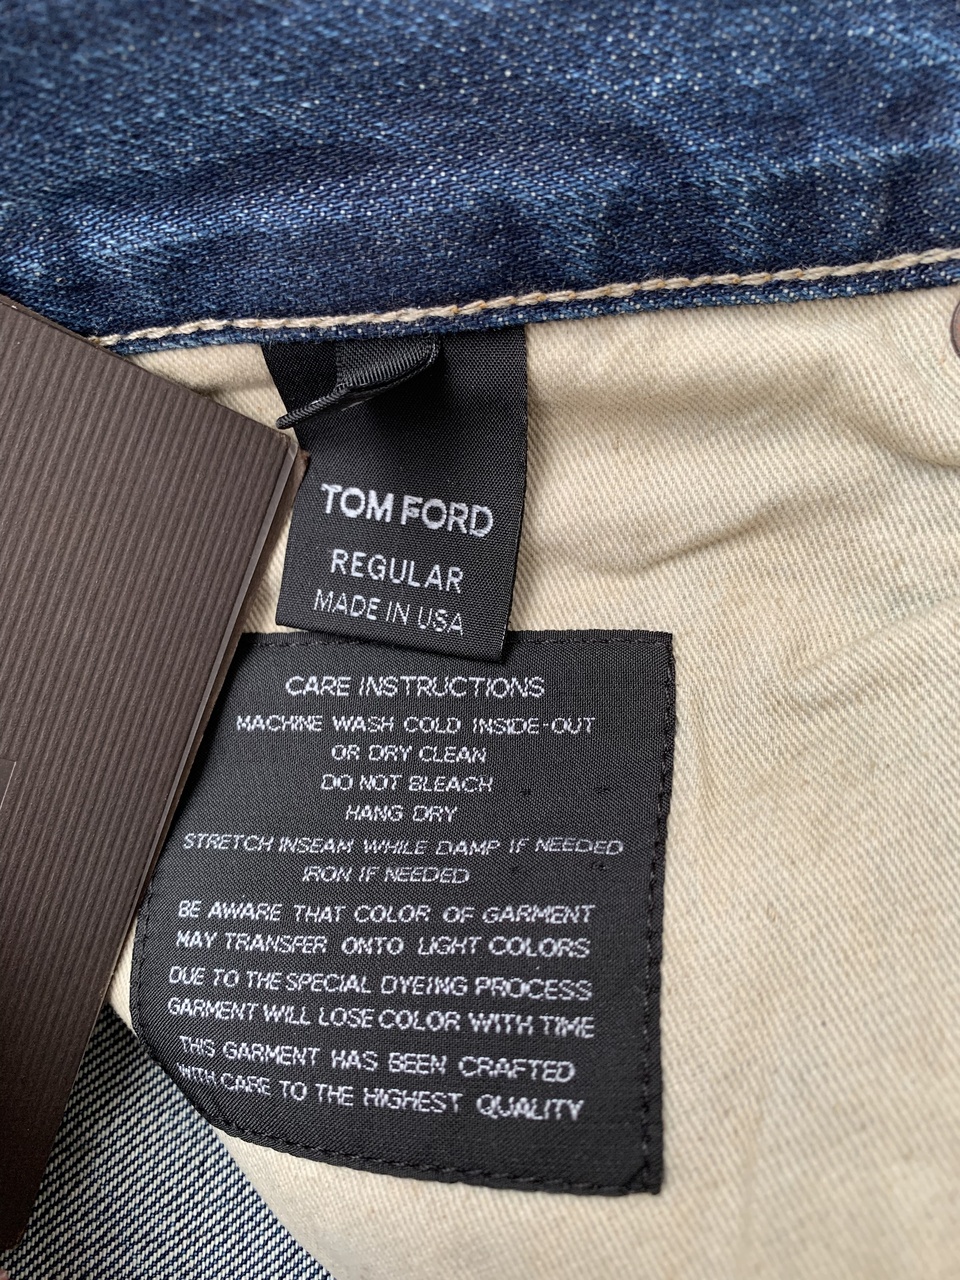 TOM FORD
REGULAR
MADE IN USA
CARE INSTRUCTIONS
MACHINE WASH COLD INSIDE-OUT
OR DRY CLEAN
DO NOT BLEACH
HANG DRY
STRETCH INSEAM WHILE DAMP IF NEEDED
IRON IF NEEDED
BE AWARE THAT COLOR OF GARMENT
MAY TRANSFER ONTO LIGHT COLORS
DUE TO THE SPECIAL DYEING PROCESS
GARMENT WILL LOSE COLOR WITH TIME
THIS GARMENT HAS BEEN CRAFTED
WITH CARE TO THE HIGHEST QUALITY